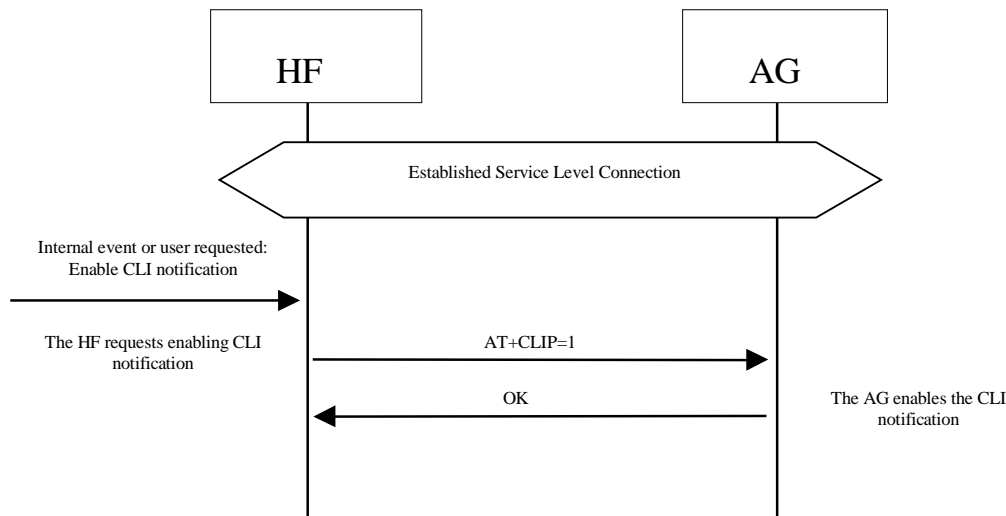 HF
AG
Established Service Level Connection
Internal event or user requested:
Enable CLI notification
The HF requests enabling CLI
notification
AT+CLIP=1
OK
The AG enables the CLI
notification